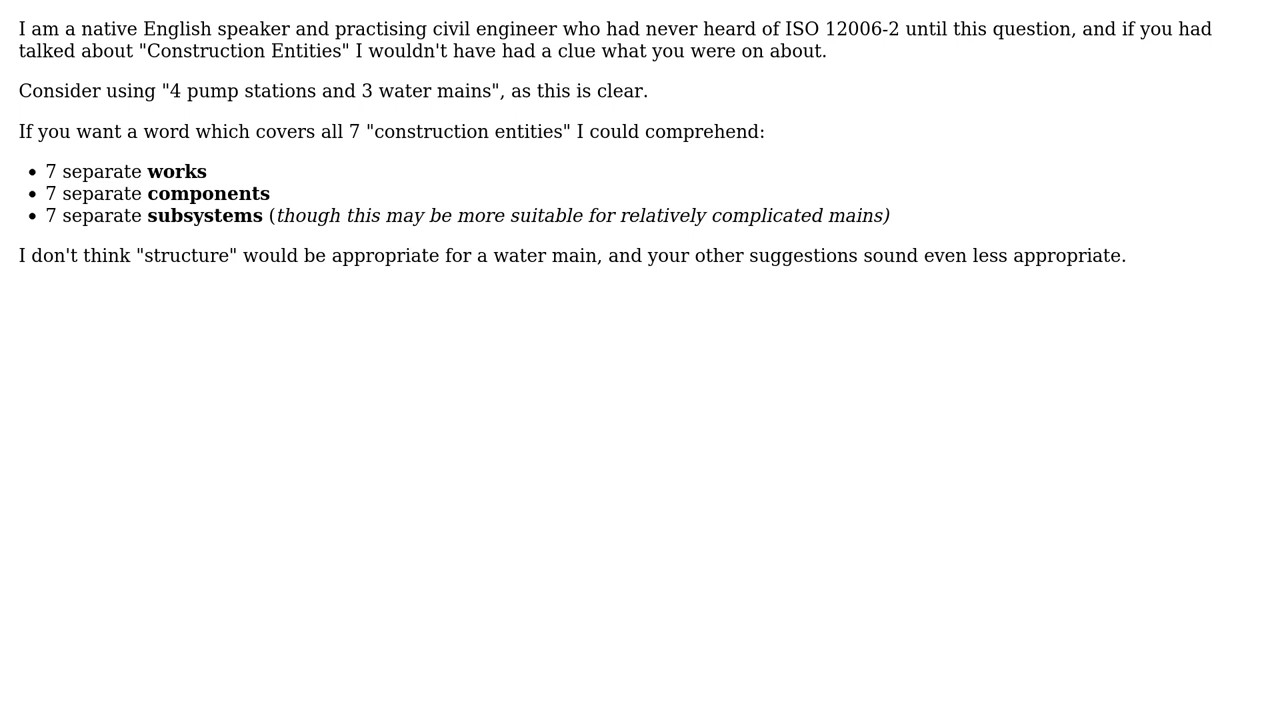 I am a native English speaker and practising civil engineer who had never heard of ISO 12006-2 until this question, and if you had
talked about "Construction Entities" I wouldn't have had a clue what you were on about.
Consider using "4 pump stations and 3 water mains", as this is clear.
If you want a word which covers all 7 "construction entities" I could comprehend:
• 7 separate works
• 7 separate components
• 7 separate subsystems (though this may be more suitable for relatively complicated mains)
I don't think "structure" would be appropriate for a water main, and your other suggestions sound even less appropriate.